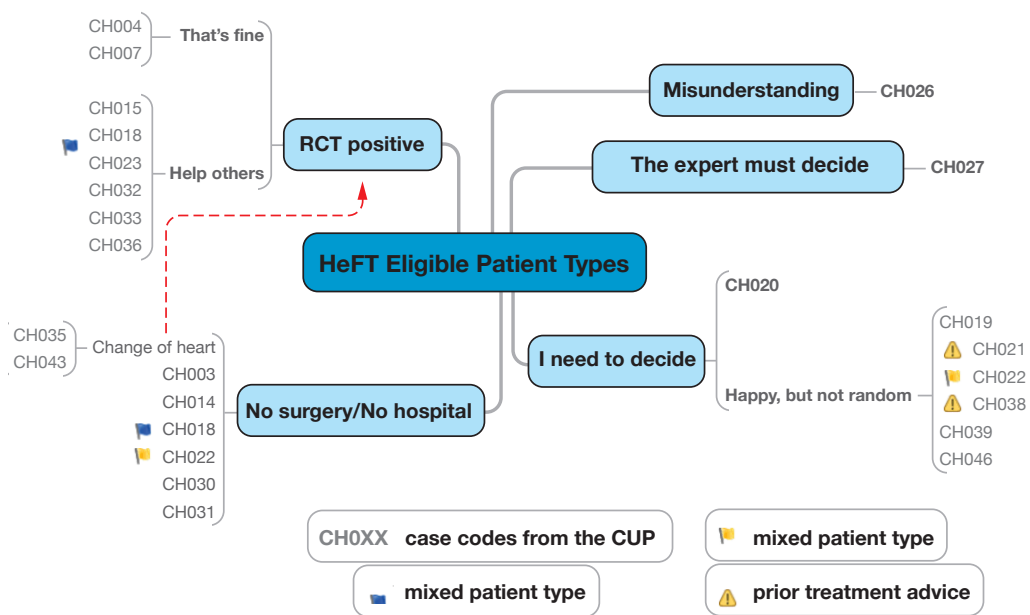 CH004
CH007
That's fine
CH015
CH018
CH023
CH032
CH033
CH036
Help others
RCT positive
Misunderstanding
CH026
The expert must decide
CH027
HeFT Eligible Patient Types
CH035
CH043
Change of heart
CH003
CH014
CH018
CH022
CH030
CH031
No surgery/No hospital
I need to decide
CH020
Happy, but not random
CH019
CH021
CH022
CH038
CH039
CH046
CH0XX case codes from the CUP
mixed patient type
mixed patient type
prior treatment advice